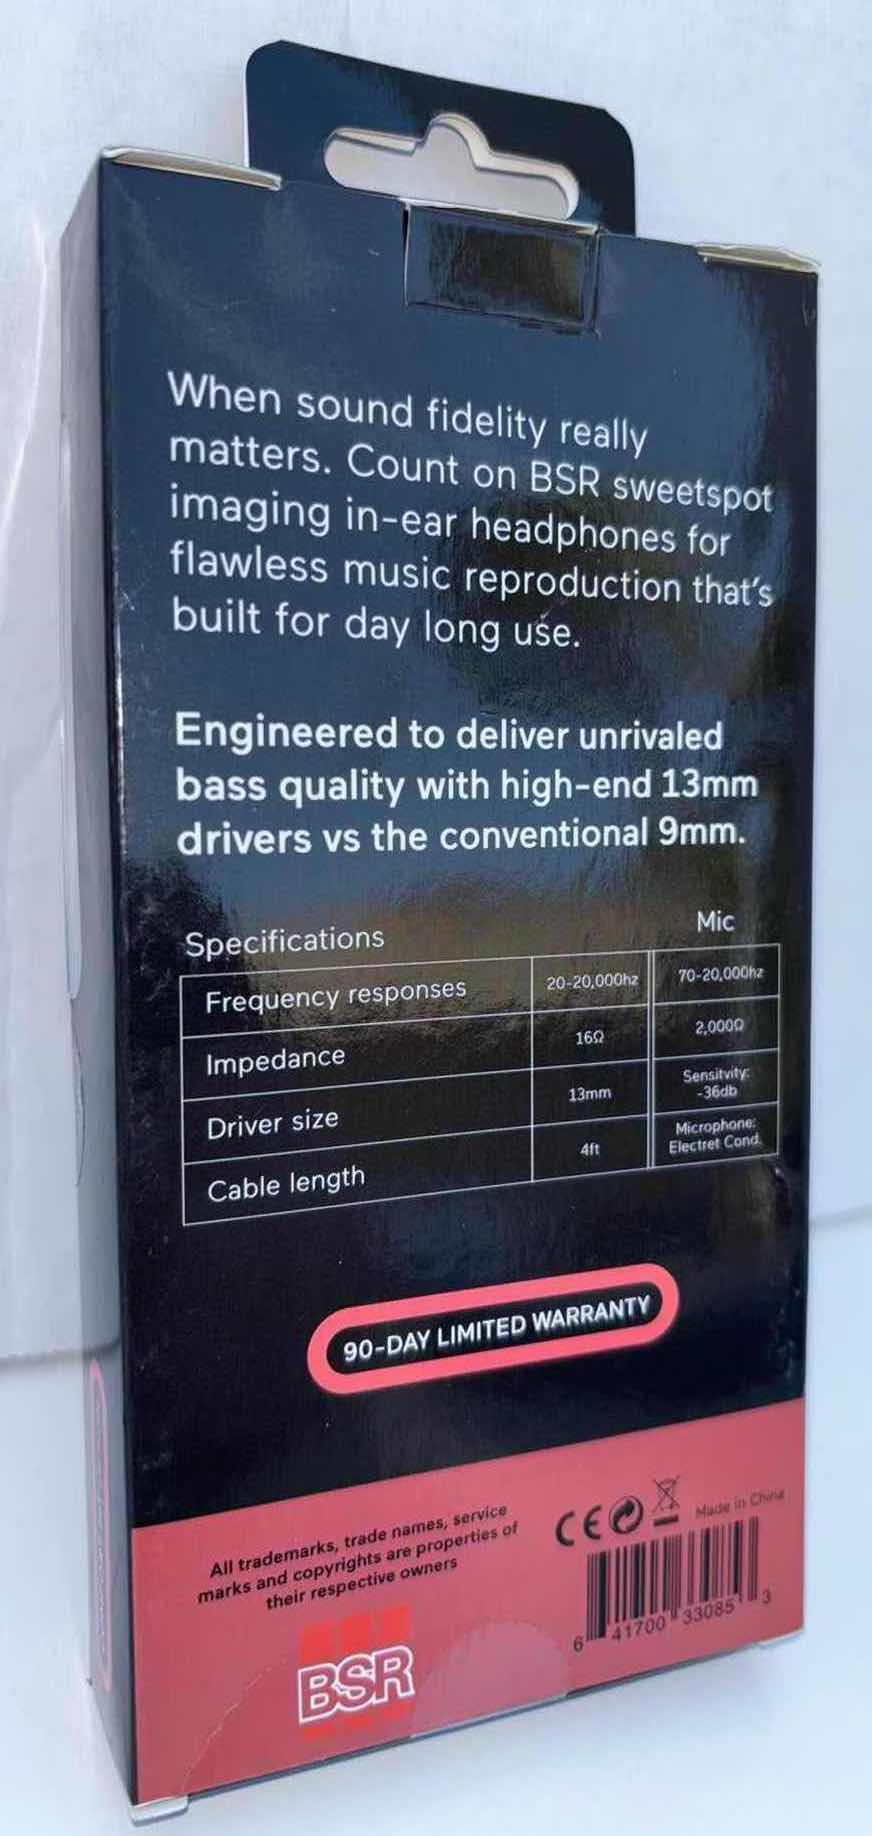 When sound fidelity really
matters. Count on BSR sweetspot
imaging in-ear headphones for
flawless music reproduction that's
built for day long use.
Engineered to deliver unrivaled
bass quality with high-end 13mm
drivers vs the conventional 9mm.
Specifications Mic
Frequency responses 20-20,000hz 70-20,000hz
Impedance 16Ω 2,000Ω
Driver size 13mm Sensitvity:
-36db
Cable length 4ft Microphone:
Electret Cond.
90-DAY LIMITED WARRANTY
All trademarks, trade names, service
marks and copyrights are properties of
their respective owners
CE Made in China
6 41700 33085 3
BSR